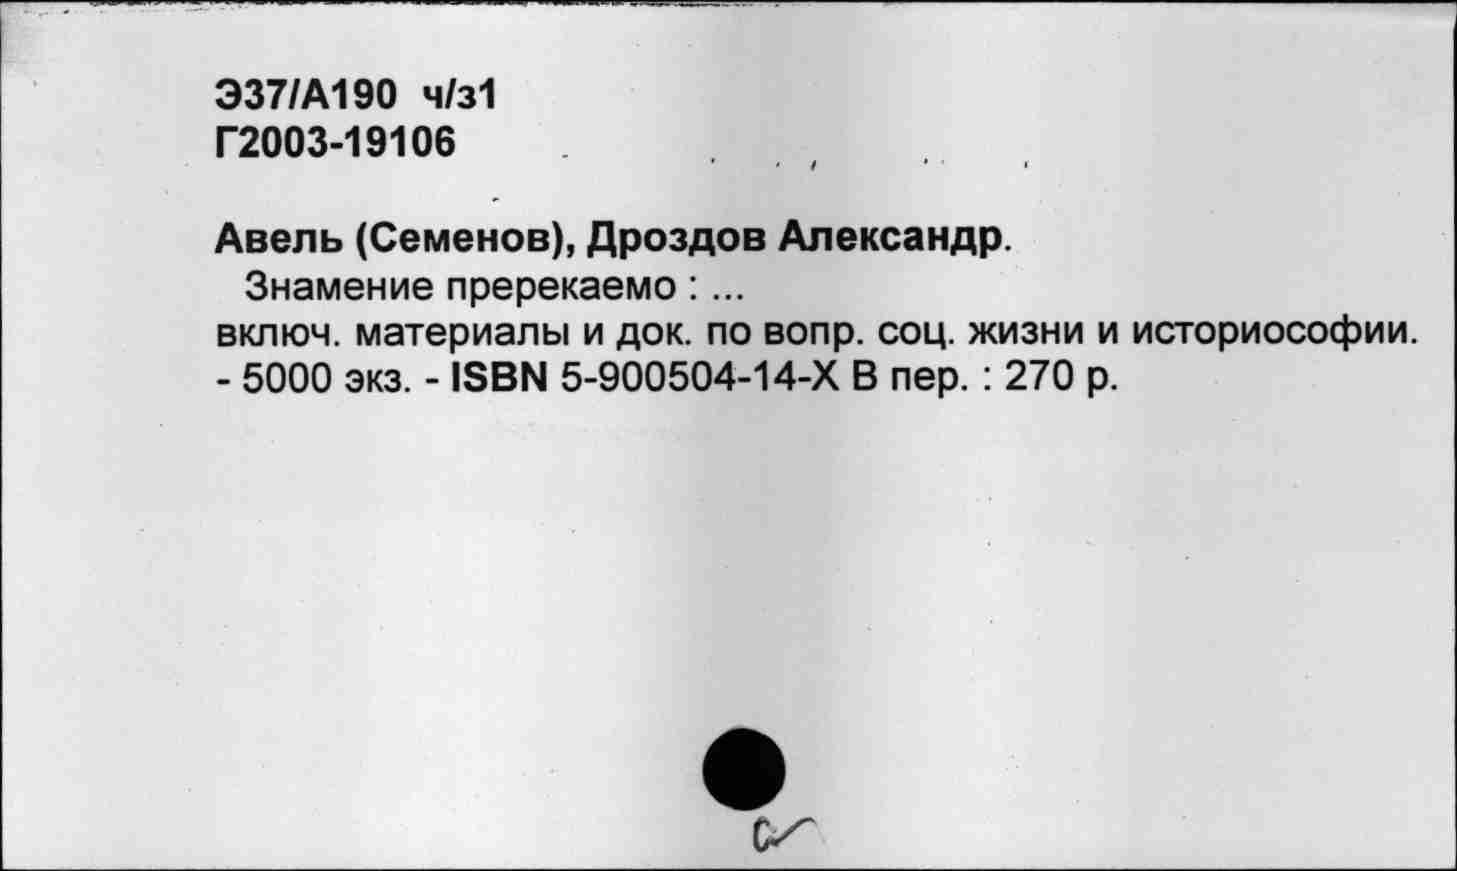 Э37/А190 ч/з1
Г2003-19106
Авель (Семенов), Дроздов Александр.
Знамение пререкаемо : ...
включ. материалы и док. по вопр. соц. жизни и историософии.
- 5000 экз. - ISBN 5-900504-14-X В пер. : 270 р.